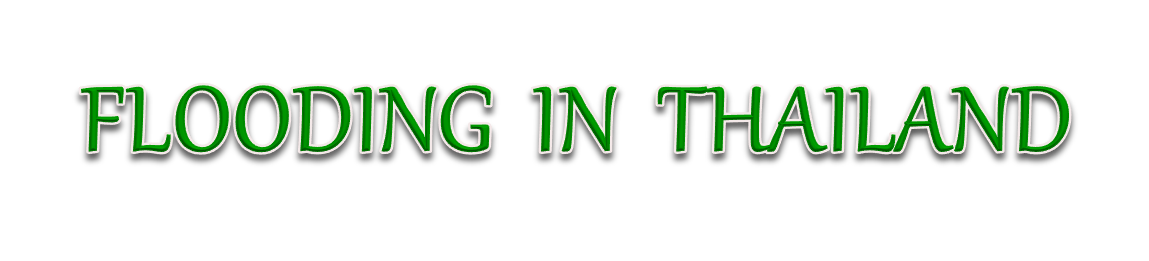 FLOODING IN THAILAND